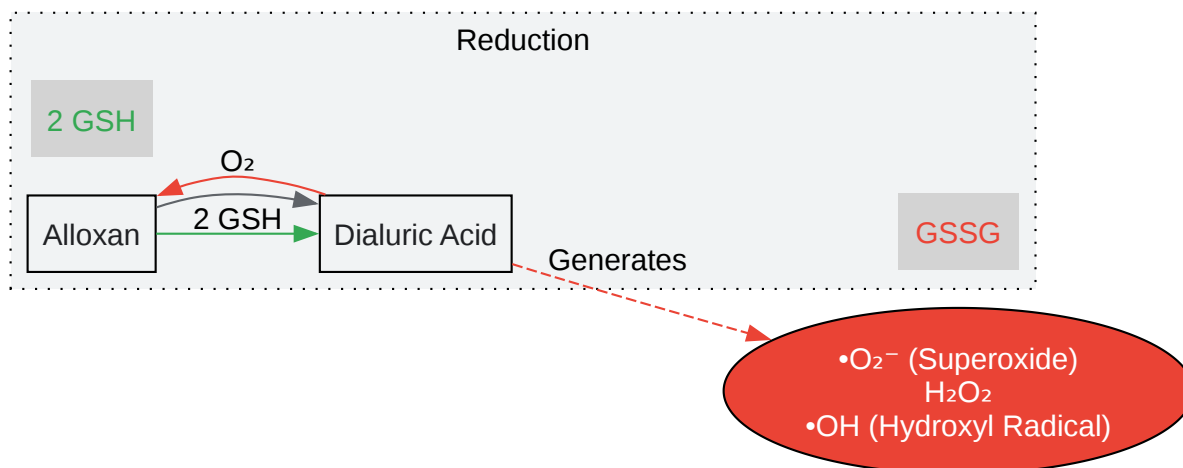 Reduction
2 GSH
O₂
2 GSH
Alloxan
Dialuric Acid
GSSG
Generates
•O₂⁻ (Superoxide)
H₂O₂
•OH (Hydroxyl Radical)